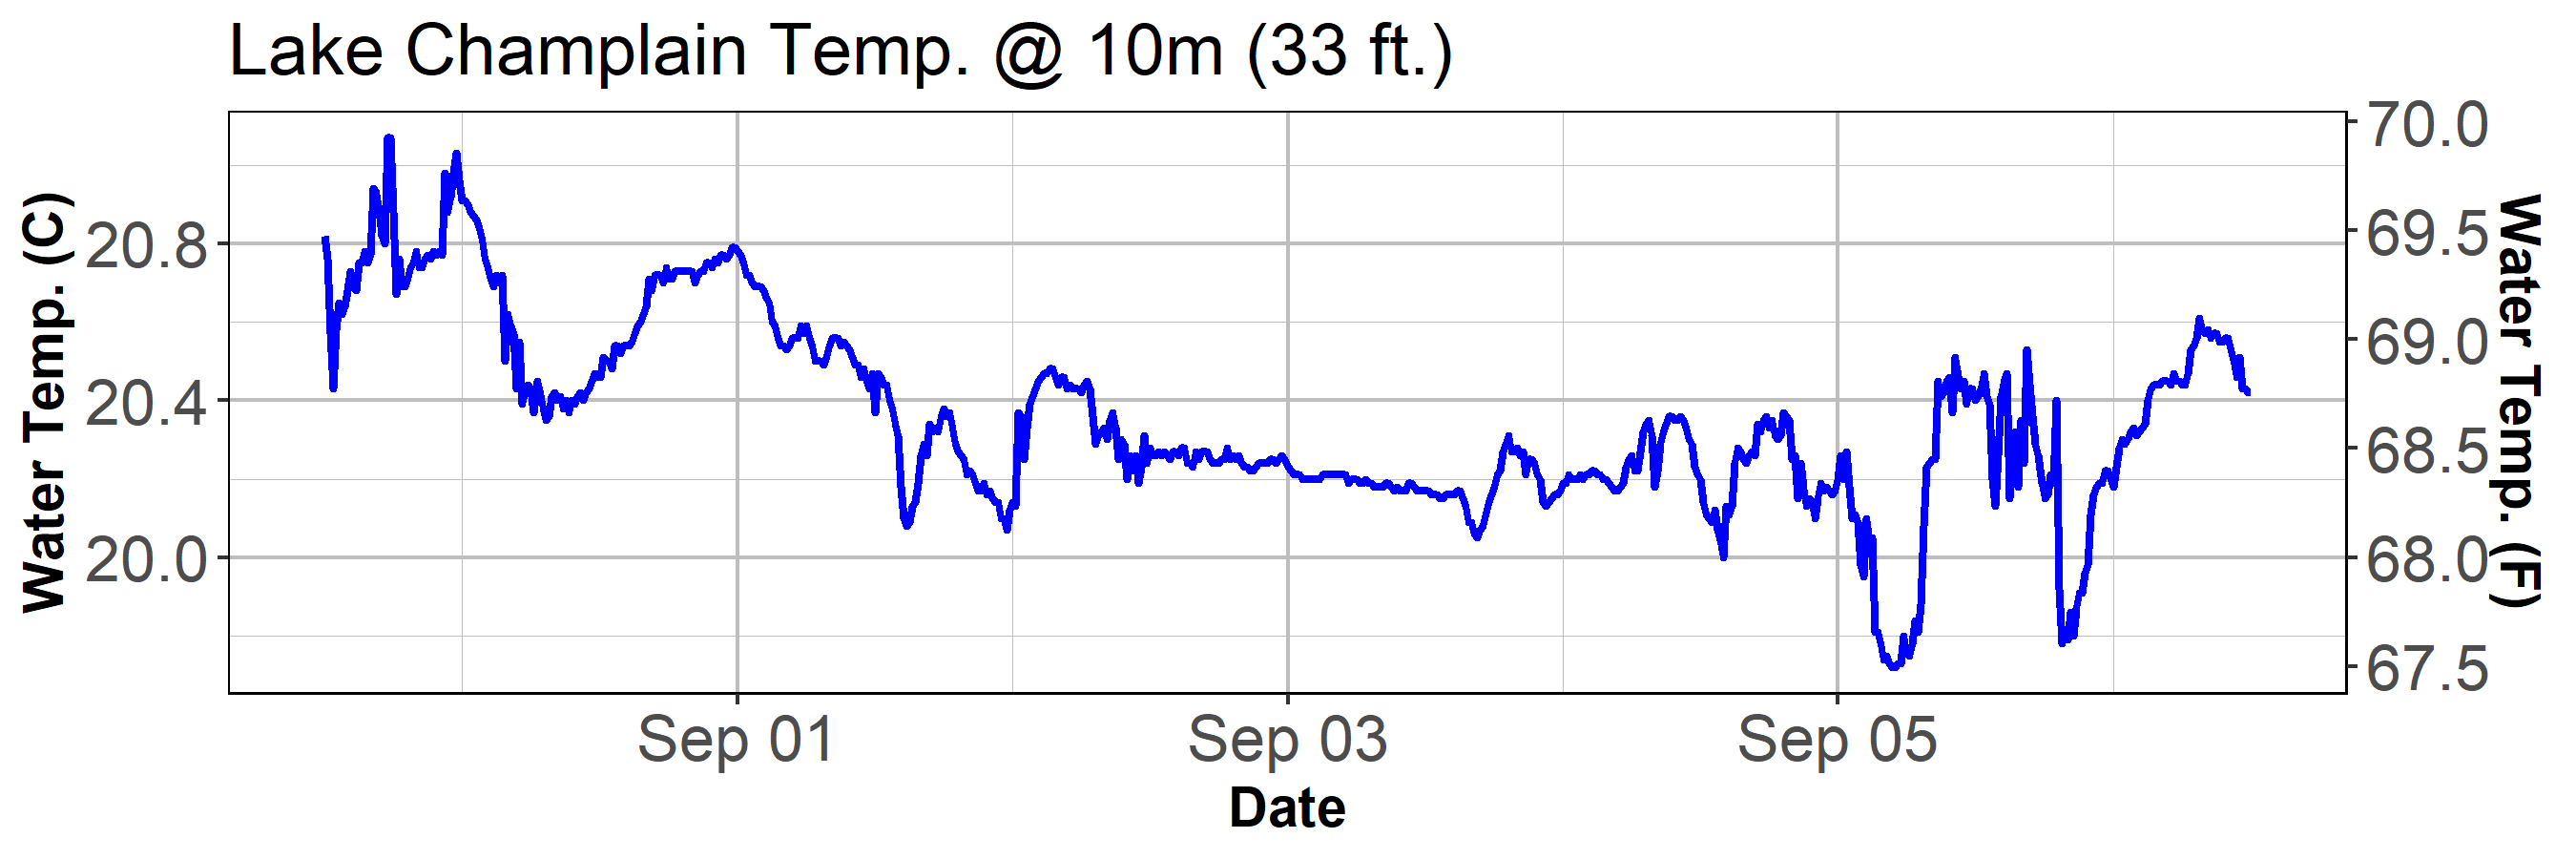 Lake Champlain Temp. @ 10m (33 ft.)
Water Temp. (C)
20.8
20.4
20.0
70.0
69.5
69.0
68.5
68.0
67.5
Water Temp. (F)
Sep 01 Sep 03 Sep 05
Date